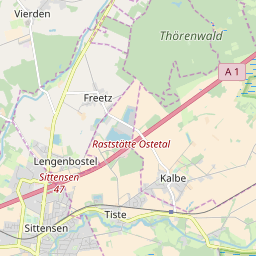 Vierden
Thörenwald
A 1
Freetz
Raststätte Ostetal
Lengenbostel
Sittensen
47
Kalbe
Tiste
Sittensen